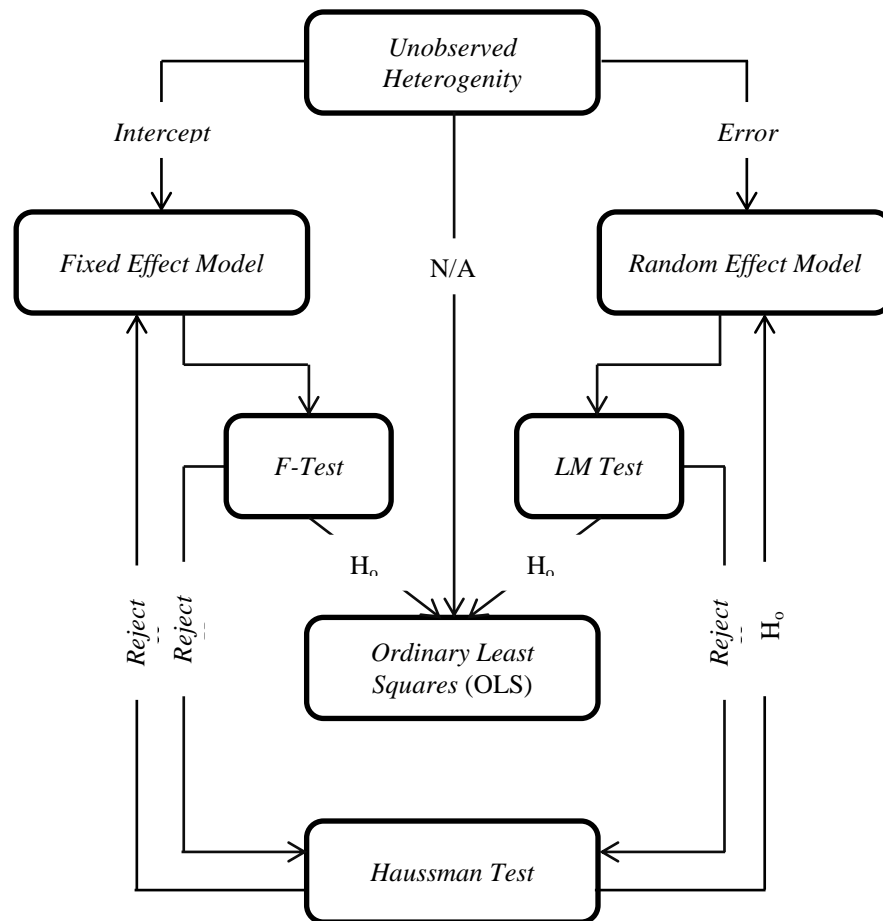 Unobserved
Heterogenity
Intercept
Error
Fixed Effect Model
N/A
Random Effect Model
F-Test
LM Test
Hₒ
Hₒ
Reject
Reject
Ordinary Least
Squares (OLS)
Reject
Hₒ
Haussman Test